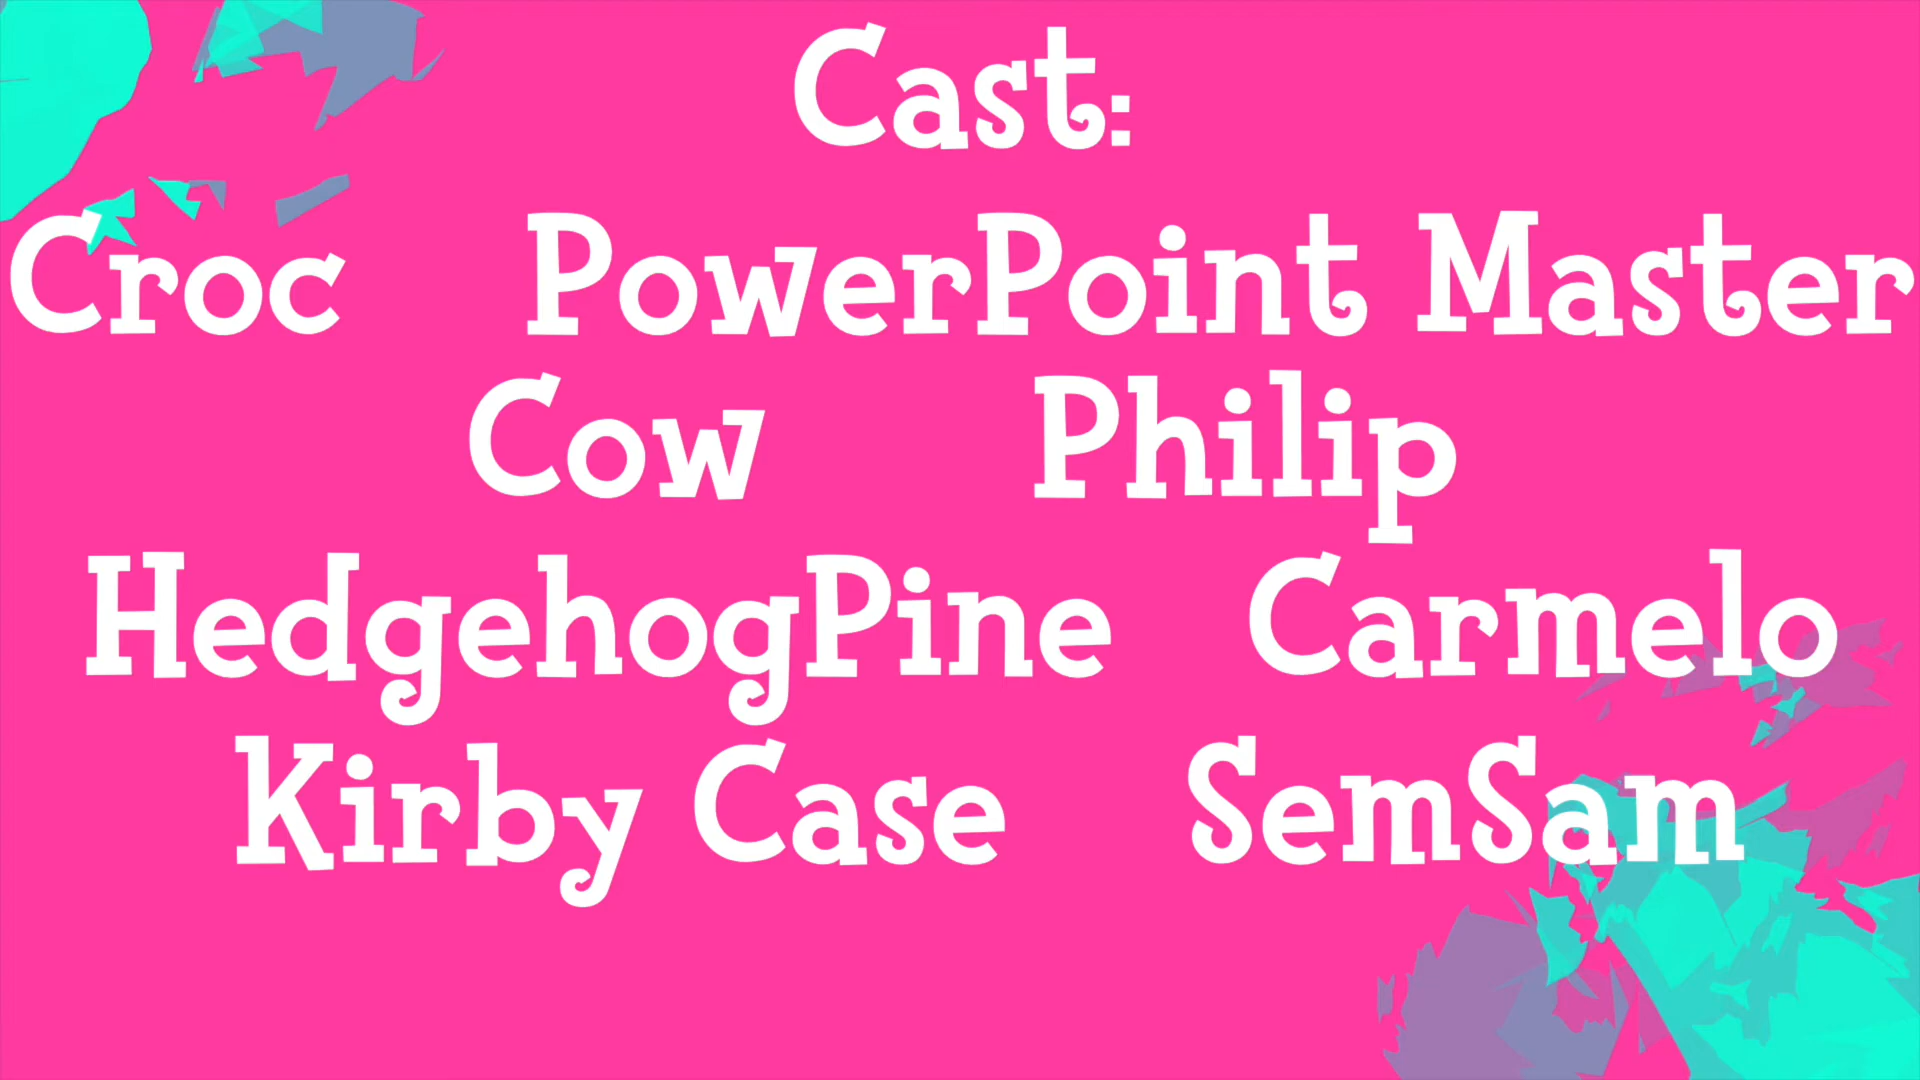 Cast:
Croc PowerPoint Master
Cow Philip
HedgehogPine Carmelo
Kirby Case SemSam